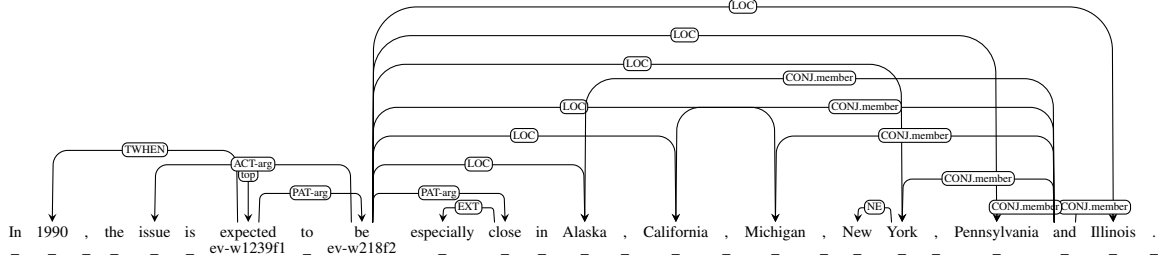 LOC
LOC
LOC
CONJ.member
LOC
CONJ.member
LOC
CONJ.member
TWHEN
ACT-arg
LOC
top
CONJ.member
PAT-arg
PAT-arg
EXT
NE
CONJ.member
CONJ.member
In 1990 , the issue is expected to be especially close in Alaska , California , Michigan , New York , Pennsylvania and Illinois .
_ _ _ _ _ _ ev-w1239f1 _ ev-w218f2 _ _ _ _ _ _ _ _ _ _ _ _ _ _ _ _